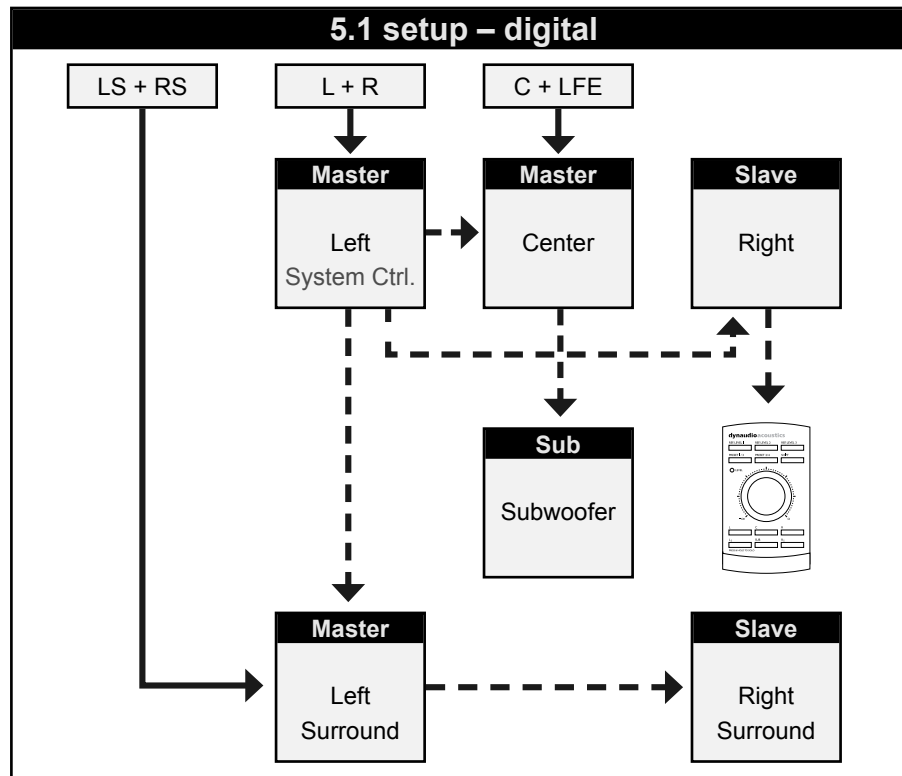 5.1 setup – digital
LS + RS
L + R
C + LFE
Master
Left
System Ctrl.
Master
Center
Slave
Right
Sub
Subwoofer
dynaudioacoustics
Master
Left
Surround
Slave
Right
Surround